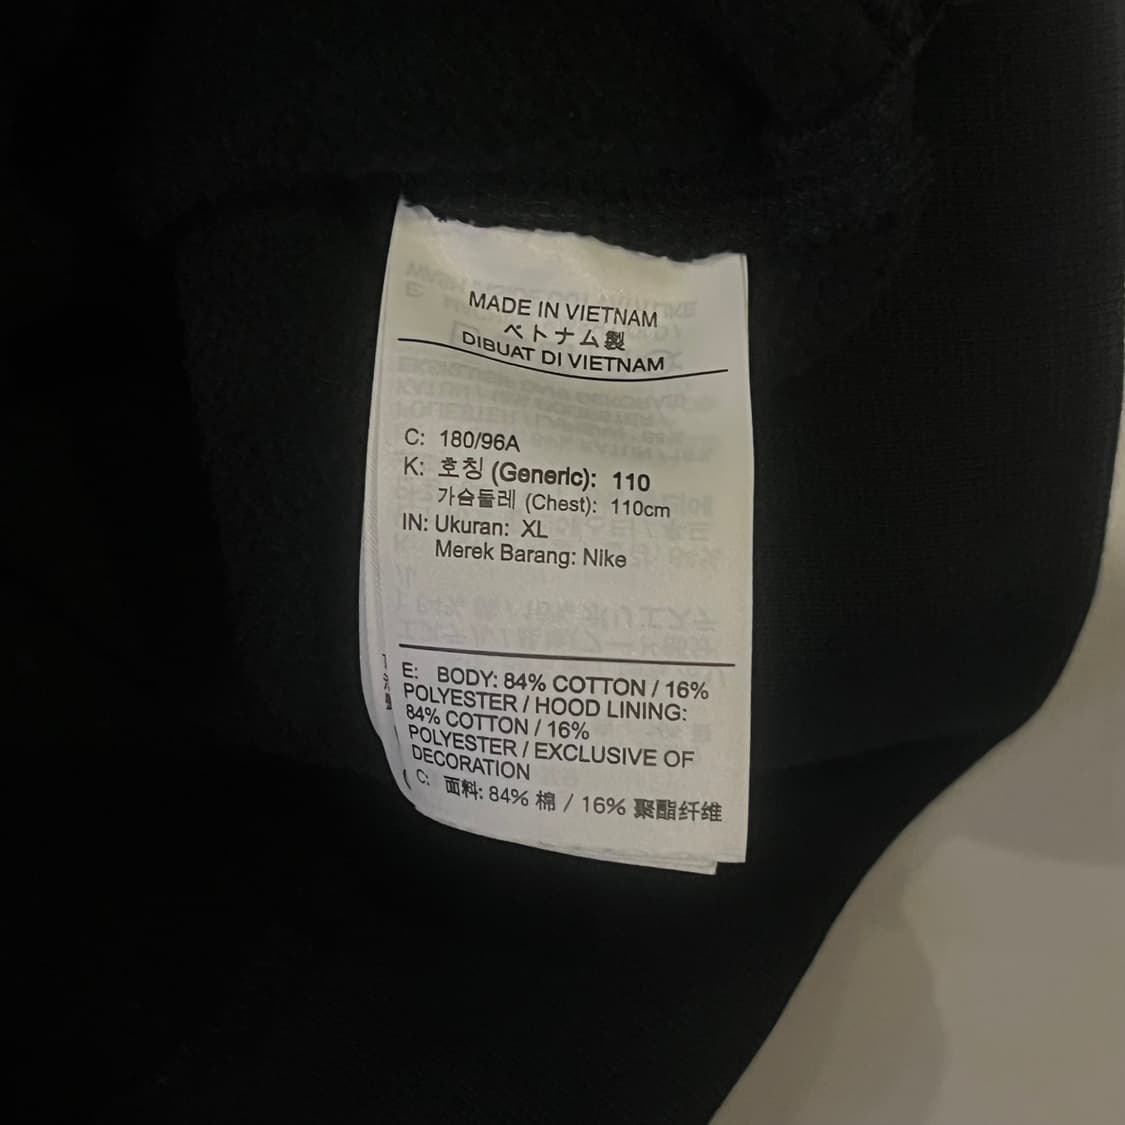 MADE IN VIETNAM
ベトナム製
DIBUAT DI VIETNAM
C: 180/96A
K: 호칭 (Generic): 110
가슴둘레 (Chest): 110cm
IN: Ukuran: XL
Merek Barang: Nike
E: BODY: 84% COTTON / 16%
POLYESTER / HOOD LINING:
84% COTTON / 16%
POLYESTER / EXCLUSIVE OF
DECORATION
C: 面料: 84% 棉 / 16% 聚酯纤维